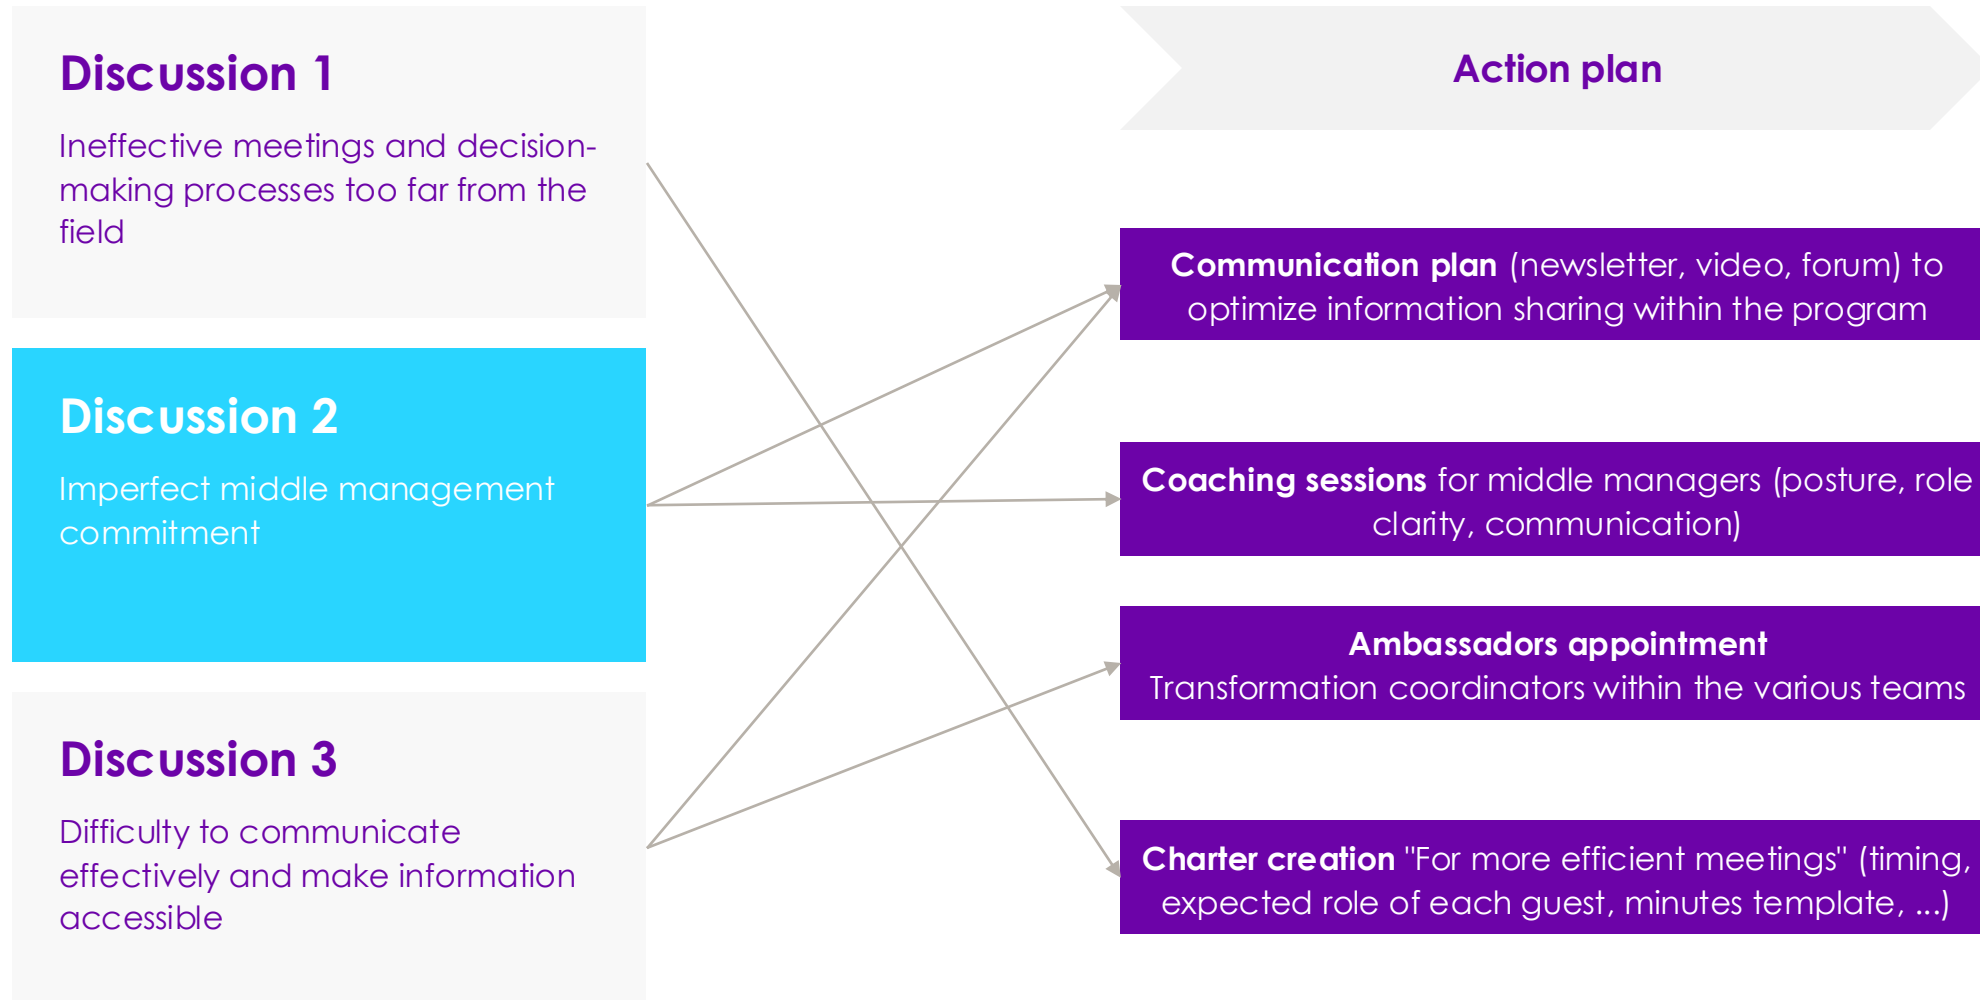 Discussion 1
Ineffective meetings and decision-
making processes too far from the
field
Discussion 2
Imperfect middle management
commitment
Discussion 3
Difficulty to communicate
effectively and make information
accessible
Action plan
Communication plan (newsletter, video, forum) to
optimize information sharing within the program
Coaching sessions for middle managers (posture, role
clarity, communication)
Ambassadors appointment
Transformation coordinators within the various teams
Charter creation "For more efficient meetings" (timing,
expected role of each guest, minutes template, ...)